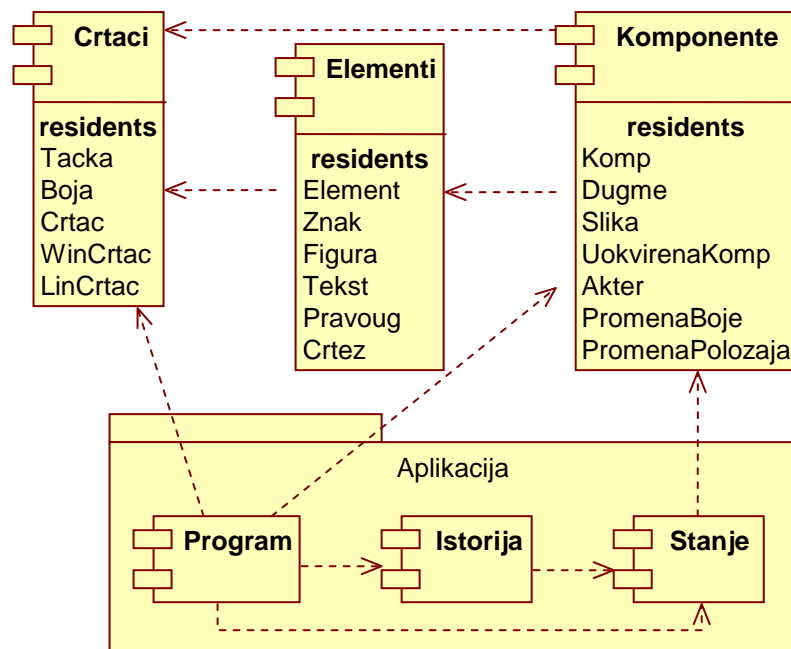 Crtaci
residents
Tacka
Boja
Crtac
WinCrtac
LinCrtac
Elementi
residents
Element
Znak
Figura
Tekst
Pravoug
Crtez
Komponente
residents
Komp
Dugme
Slika
UokvirenaKomp
Akter
PromenaBoje
PromenaPolozaja
Aplikacija
Program
Istorija
Stanje